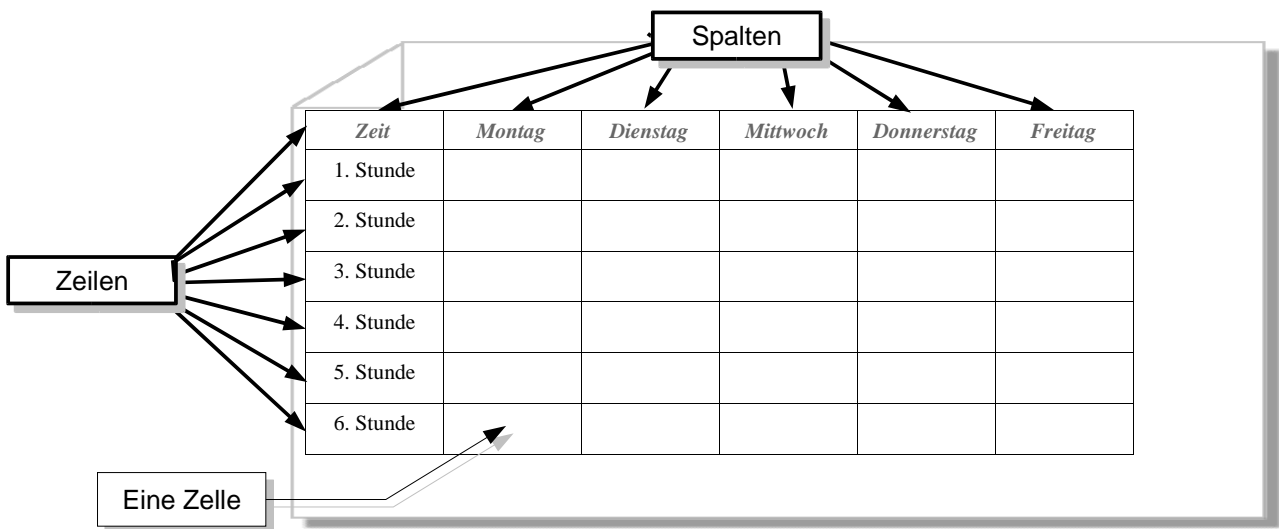 Spalten
Zeit Montag Dienstag Mittwoch Donnerstag Freitag
1. Stunde
2. Stunde
Zeilen
3. Stunde
4. Stunde
5. Stunde
6. Stunde
Eine Zelle